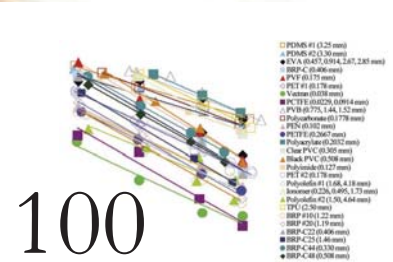 PDMS #1 (3.25 mm)
PDMS #2 (3.30 mm)
EVA (0.457, 0.914, 2.67, 2.85 mm)
BRP-C (0.406 mm)
PVF (0.175 mm)
PET #1 (0.178 mm)
Vectran (0.038 mm)
PCTFE (0.0229, 0.0914 mm)
PVB (0.775, 1.44, 1.52 mm)
Polycarbonate (0.1778 mm)
PEN (0.102 mm)
PETFE (0.2667 mm)
Polyacrylate (0.2032 mm)
Clear PVC (0.305 mm)
Black PVC (0.508 mm)
Polyimide (0.127 mm)
PET #2 (0.178 mm)
Polyolefin #1 (1.68, 4.18 mm)
Ionomer (0.226, 0.495, 1.73 mm)
Polyolefin #2 (1.50, 4.64 mm)
TPU (2.50 mm)
BRP #10 (1.22 mm)
BRP #20 (1.19 mm)
BRP-C22 (0.406 mm)
BRP-C25 (1.46 mm)
BRP-C44 (0.330 mm)
BRP-C48 (0.508 mm)
100